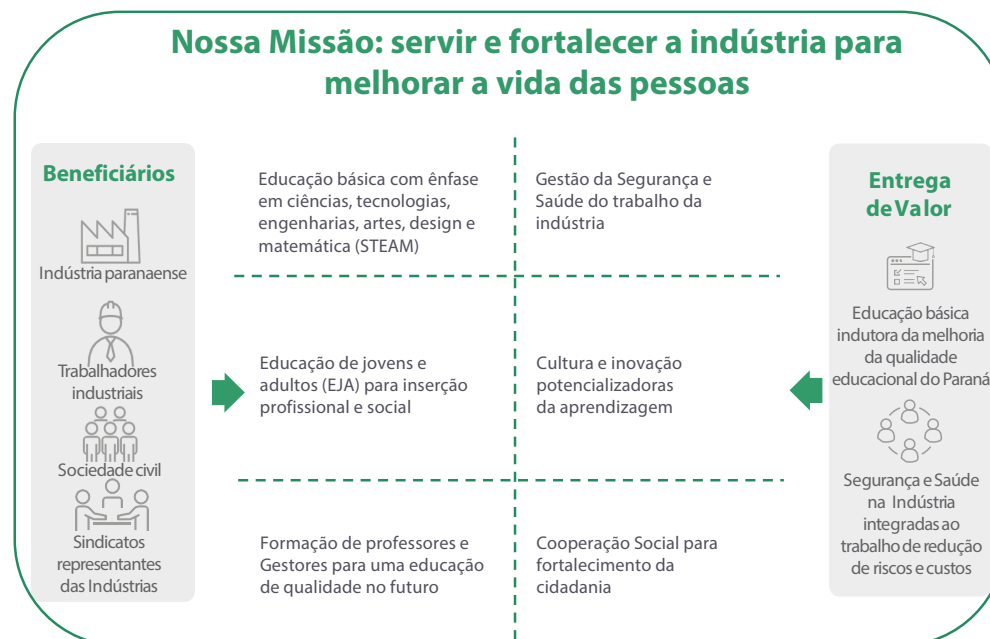 Nossa Missão: servir e fortalecer a indústria para
melhorar a vida das pessoas
Beneficiários
Indústria paranaense
Trabalhadores
industriais
Sociedade civil
Sindicatos
representantes
das Indústrias
Educação básica com ênfase
em ciências, tecnologias,
engenharias, artes, design e
matemática (STEAM)
Gestão da Segurança e
Saúde do trabalho da
indústria
Educação de jovens e
adultos (EJA) para inserção
profissional e social
Cultura e inovação
potencializadoras
da aprendizagem
Formação de professores e
Gestores para uma educação
de qualidade no futuro
Cooperação Social para
fortalecimento da
cidadania
Entrega
de Valor
Educação básica
indutora da melhoria
da qualidade
educacional do Paraná
Segurança e Saúde
na Indústria
integradas ao
trabalho de redução
de riscos e custos